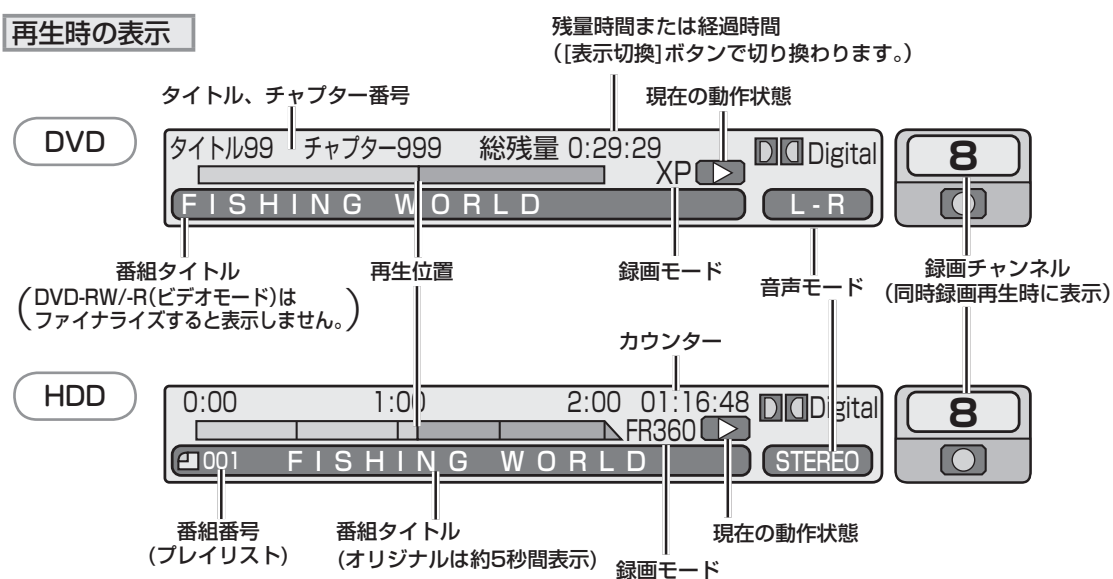 再生時の表示
残量時間または経過時間
([表示切換]ボタンで切り換わります。)
タイトル、チャプター番号
現在の動作状態
DVD
タイトル99 チャプター999 総残量 0:29:29
XP
Digital
8
FISHING WORLD
L-R
番組タイトル
(DVD-RW/-R(ビデオモード)は
ファイナライズすると表示しません。)
再生位置
録画モード
音声モード
録画チャンネル
(同時録画再生時に表示)
カウンター
HDD
0:00 1:00 2:00 01:16:48
FR360
Digital
8
001 FISHING WORLD
STEREO
番組番号
(プレイリスト)
番組タイトル
(オリジナルは約5秒間表示)
録画モード
現在の動作状態